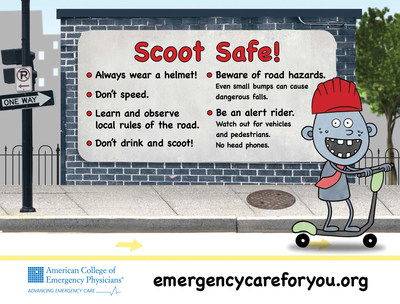 Scoot Safe!
Always wear a helmet!
Don't speed.
Learn and observe
local rules of the road.
Don't drink and scoot!
Beware of road hazards.
Even small bumps can cause
dangerous falls.
Be an alert rider.
Watch out for vehicles
and pedestrians.
No head phones.
P
ONE WAY
American College of
Emergency Physicians®
ADVANCING EMERGENCY CARE
emergencycareforyou.org